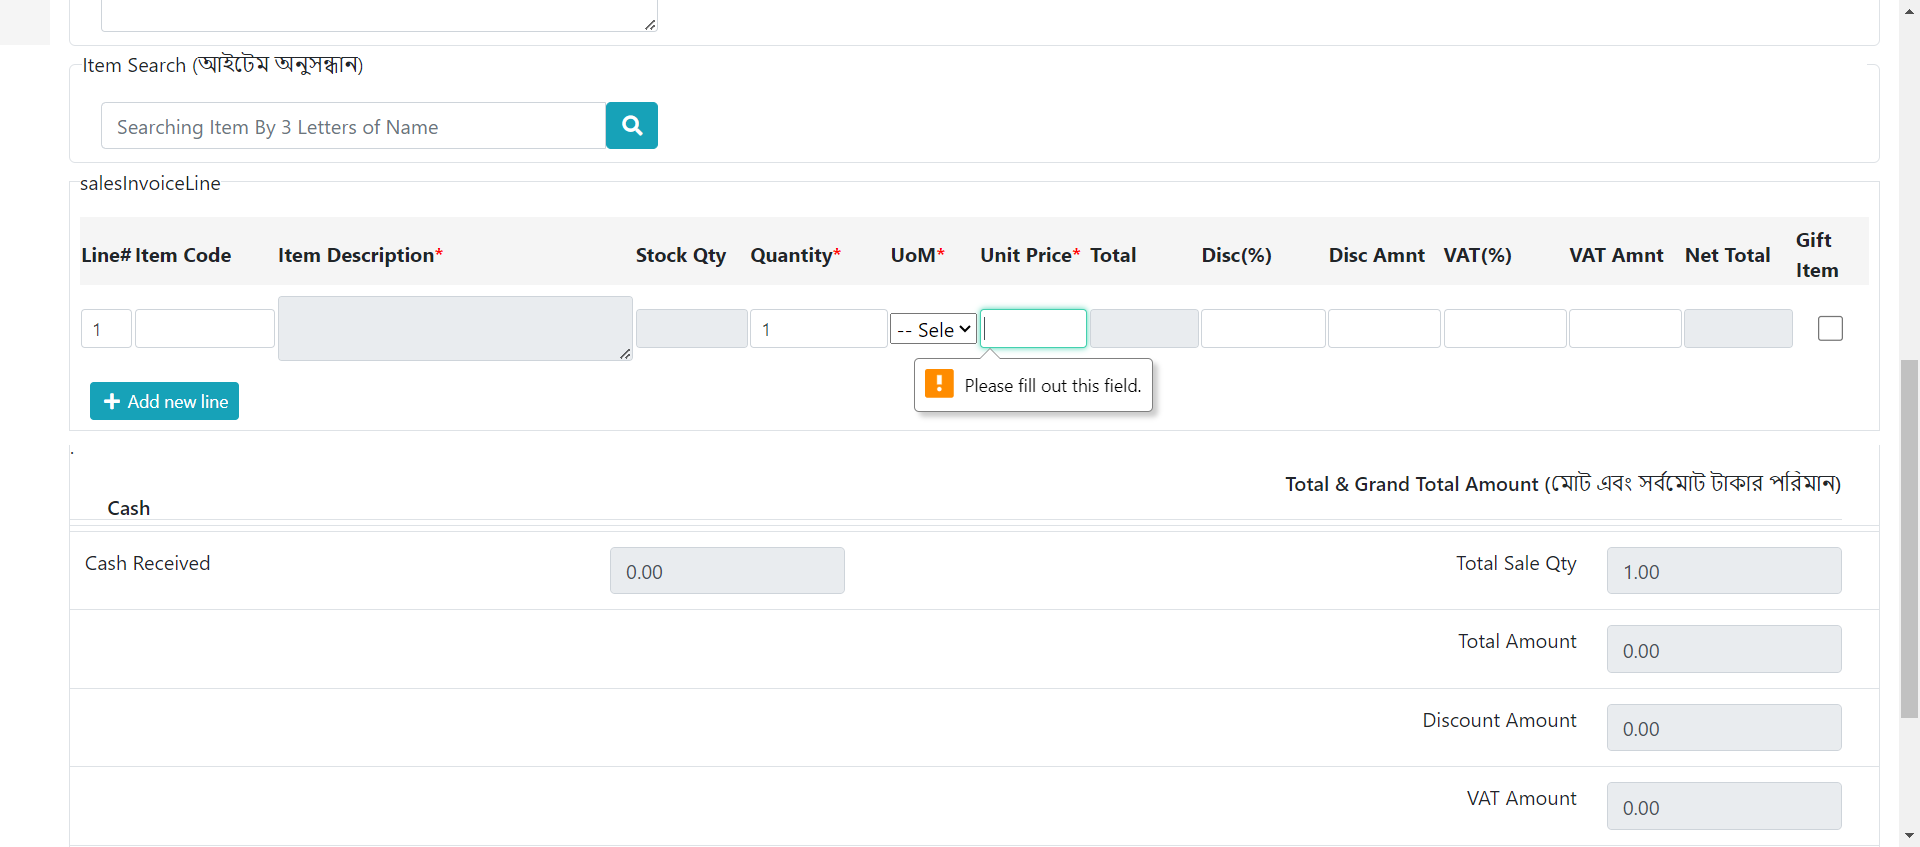 Item Search (আইটেম অনুসন্ধান)
Searching Item By 3 Letters of Name
salesInvoiceLine
Line# Item Code Item Description* Stock Qty Quantity* UoM* Unit Price* Total Disc(%) Disc Amnt VAT(%) VAT Amnt Net Total Gift Item
1 1 -- Sele
Please fill out this field.
Add new line
.
Total & Grand Total Amount (মোট এবং সর্বমোট টাকার পরিমান)
Cash
Cash Received 0.00 Total Sale Qty 1.00
Total Amount 0.00
Discount Amount 0.00
VAT Amount 0.00